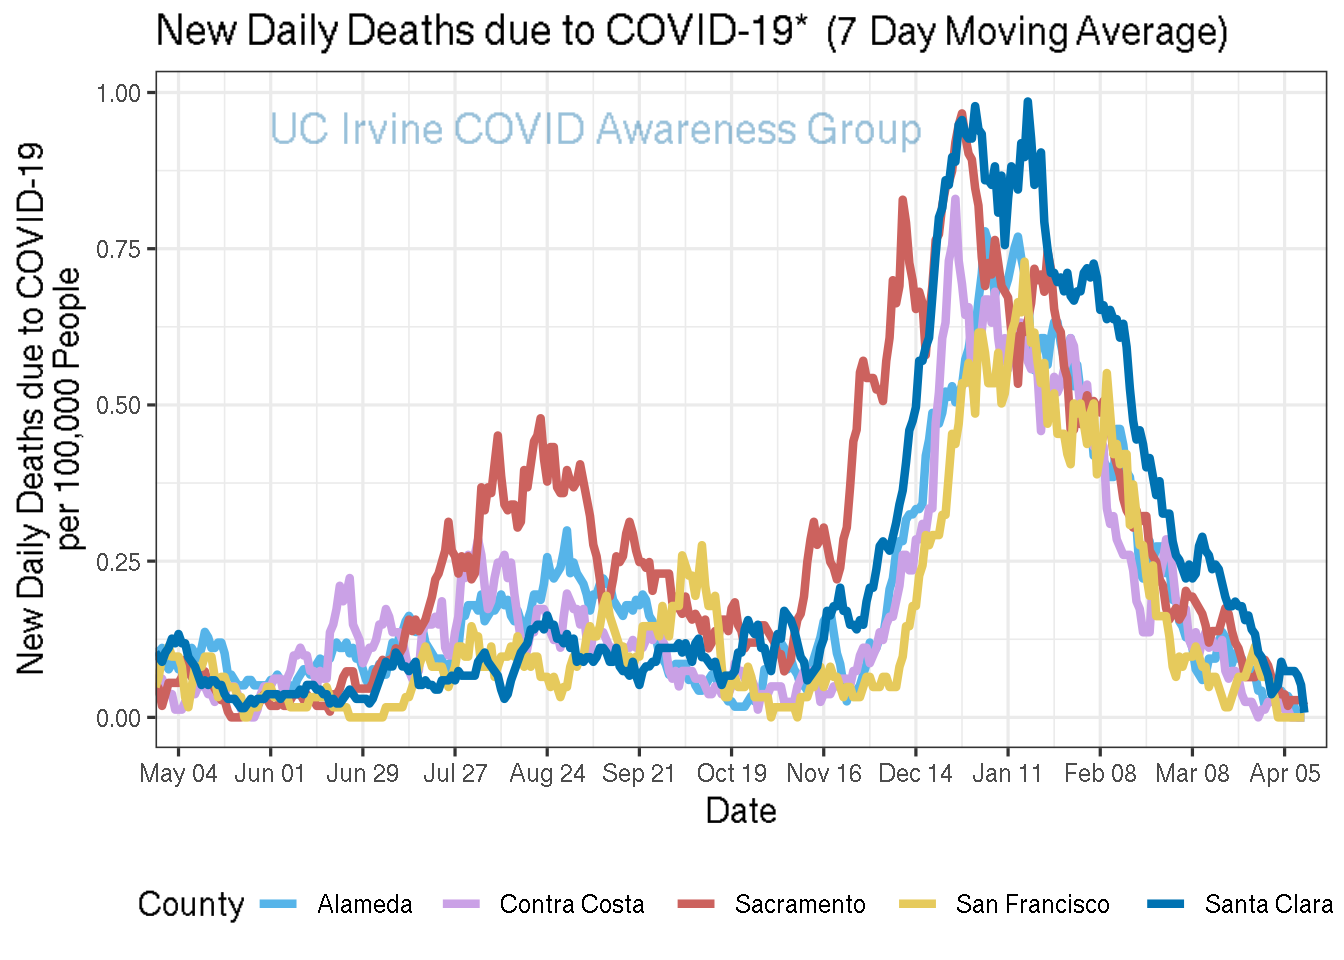 New Daily Deaths due to COVID-19* (7 Day Moving Average)
UC Irvine COVID Awareness Group
New Daily Deaths due to COVID-19
per 100,000 People
1.00
0.75
0.50
0.25
0.00
May 04 Jun 01 Jun 29 Jul 27 Aug 24 Sep 21 Oct 19 Nov 16 Dec 14 Jan 11 Feb 08 Mar 08 Apr 05
Date
County Alameda Contra Costa Sacramento San Francisco Santa Clara